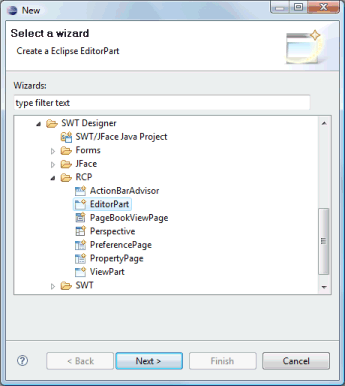 New
Select a wizard
Create a Eclipse EditorPart
Wizards:
type filter text
SWT Designer
SWT/JFace Java Project
Forms
JFace
RCP
ActionBarAdvisor
EditorPart
PageBookViewPage
Perspective
PreferencePage
PropertyPage
ViewPart
SWT
?
< Back
Next >
Finish
Cancel